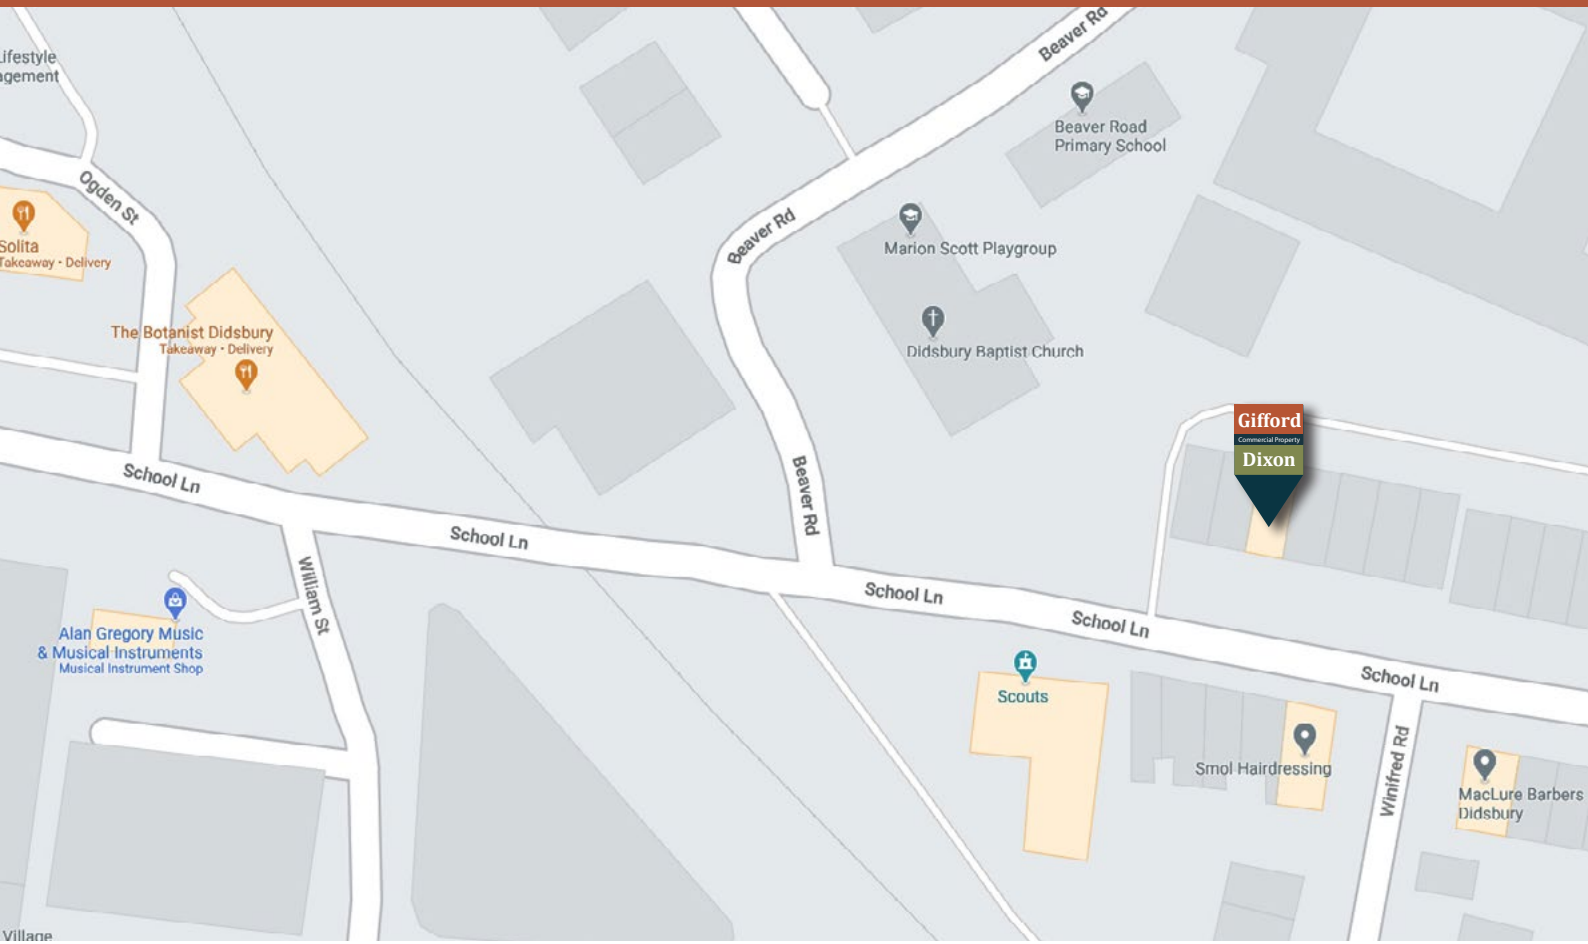 Beaver Rd
Lifestyle
agement
Beaver Road
Primary School
Ogden St
Solita
Takeaway • Delivery
Beaver Rd
Marion Scott Playgroup
The Botanist Didsbury
Takeaway • Delivery
Didsbury Baptist Church
Gifford
Commercial Property
Dixon
School Ln
Beaver Rd
School Ln
William St
School Ln
School Ln
Alan Gregory Music
& Musical Instruments
Musical Instrument Shop
School Ln
Scouts
Winifred Rd
Smol Hairdressing
MacLure Barbers
Didsbury
Village